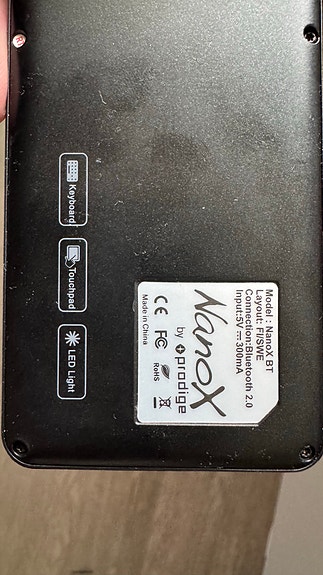 Keyboard
Touchpad
LED Light
Model : NanoX BT
Layout: FI/SWE
Connection:Bluetooth 2.0
Input:5V⎓300mA
NanoX
by prodige
CE FC RoHS
Made in China